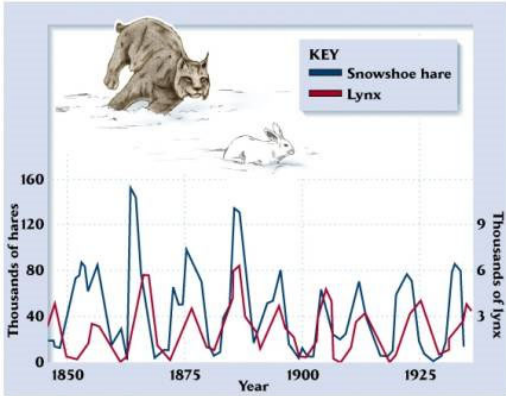 KEY
Snowshoe hare
Lynx
Thousands of hares
160
120
80
40
0
9
6
3
Thousands of lynx
1850 1875 1900 1925
Year